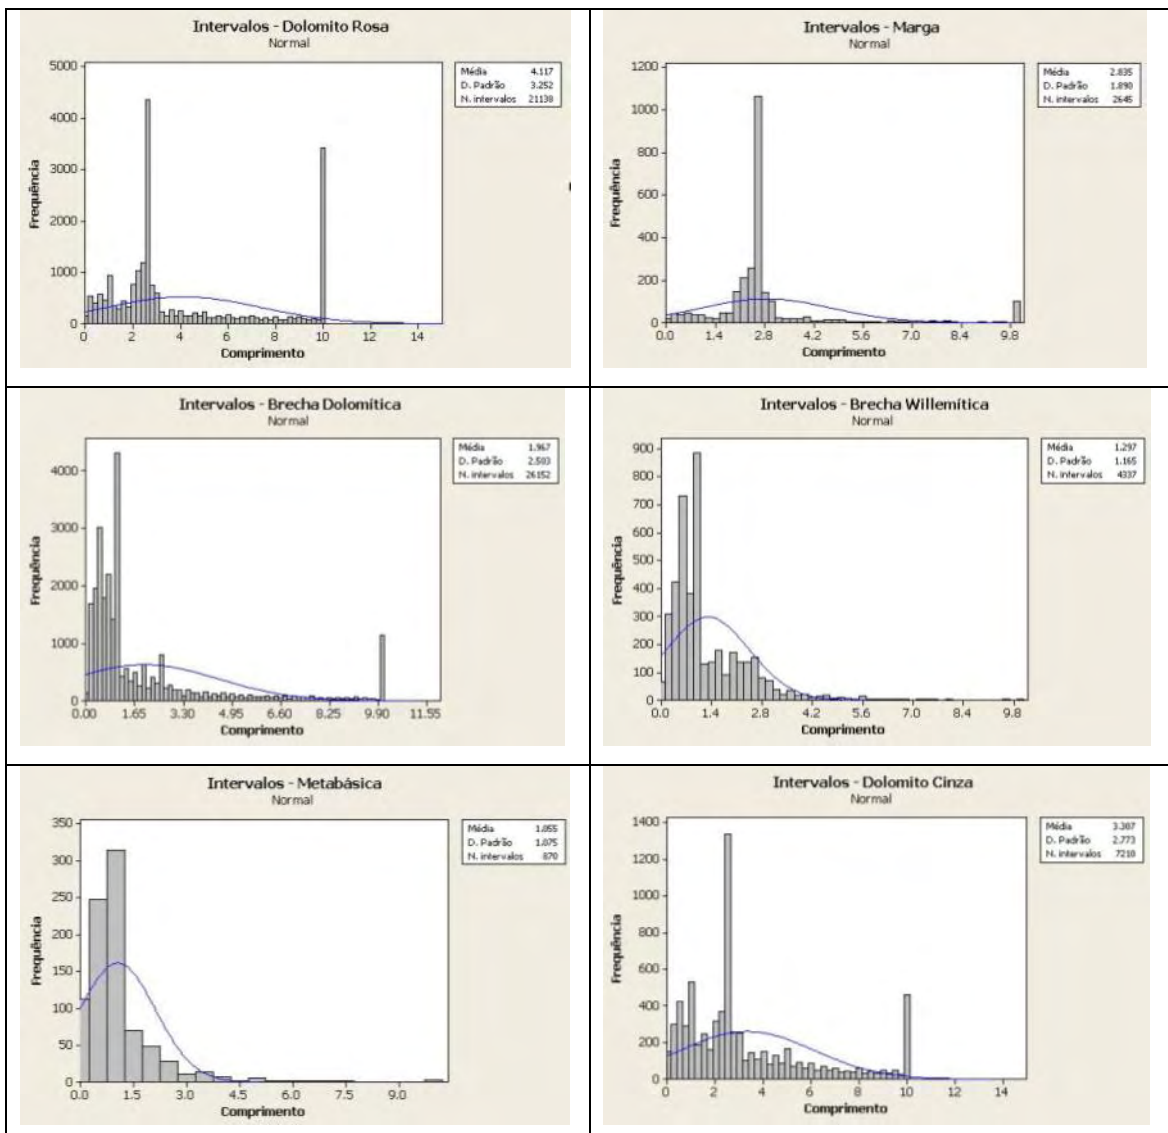 Intervalos - Dolomito Rosa
Normal
Média 4.117
D. Padrão 3.252
N. intervalos 21138
Frequência
5000
4000
3000
2000
1000
0
0 2 4 6 8 10 12 14
Comprimento
Intervalos - Marga
Normal
Média 2.835
D. Padrão 1.890
N. intervalos 2645
Frequência
1200
1000
800
600
400
200
0
0.0 1.4 2.8 4.2 5.6 7.0 8.4 9.8
Comprimento
Intervalos - Brecha Dolomítica
Normal
Média 1.967
D. Padrão 2.503
N. intervalos 26152
Frequência
4000
3000
2000
1000
0
0.00 1.65 3.30 4.95 6.60 8.25 9.90 11.55
Comprimento
Intervalos - Brecha Willemítica
Normal
Média 1.297
D. Padrão 1.165
N. intervalos 4337
Frequência
900
800
700
600
500
400
300
200
100
0
0.0 1.4 2.8 4.2 5.6 7.0 8.4 9.8
Comprimento
Intervalos - Metabásica
Normal
Média 1.055
D. Padrão 1.075
N. intervalos 870
Frequência
350
300
250
200
150
100
50
0
0.0 1.5 3.0 4.5 6.0 7.5 9.0
Comprimento
Intervalos - Dolomito Cinza
Normal
Média
D. Padrão 2.773
N. intervalos
Frequência
1400
1200
1000
800
600
400
200
0
0 2 4 6 8 10 12 14
Comprimento